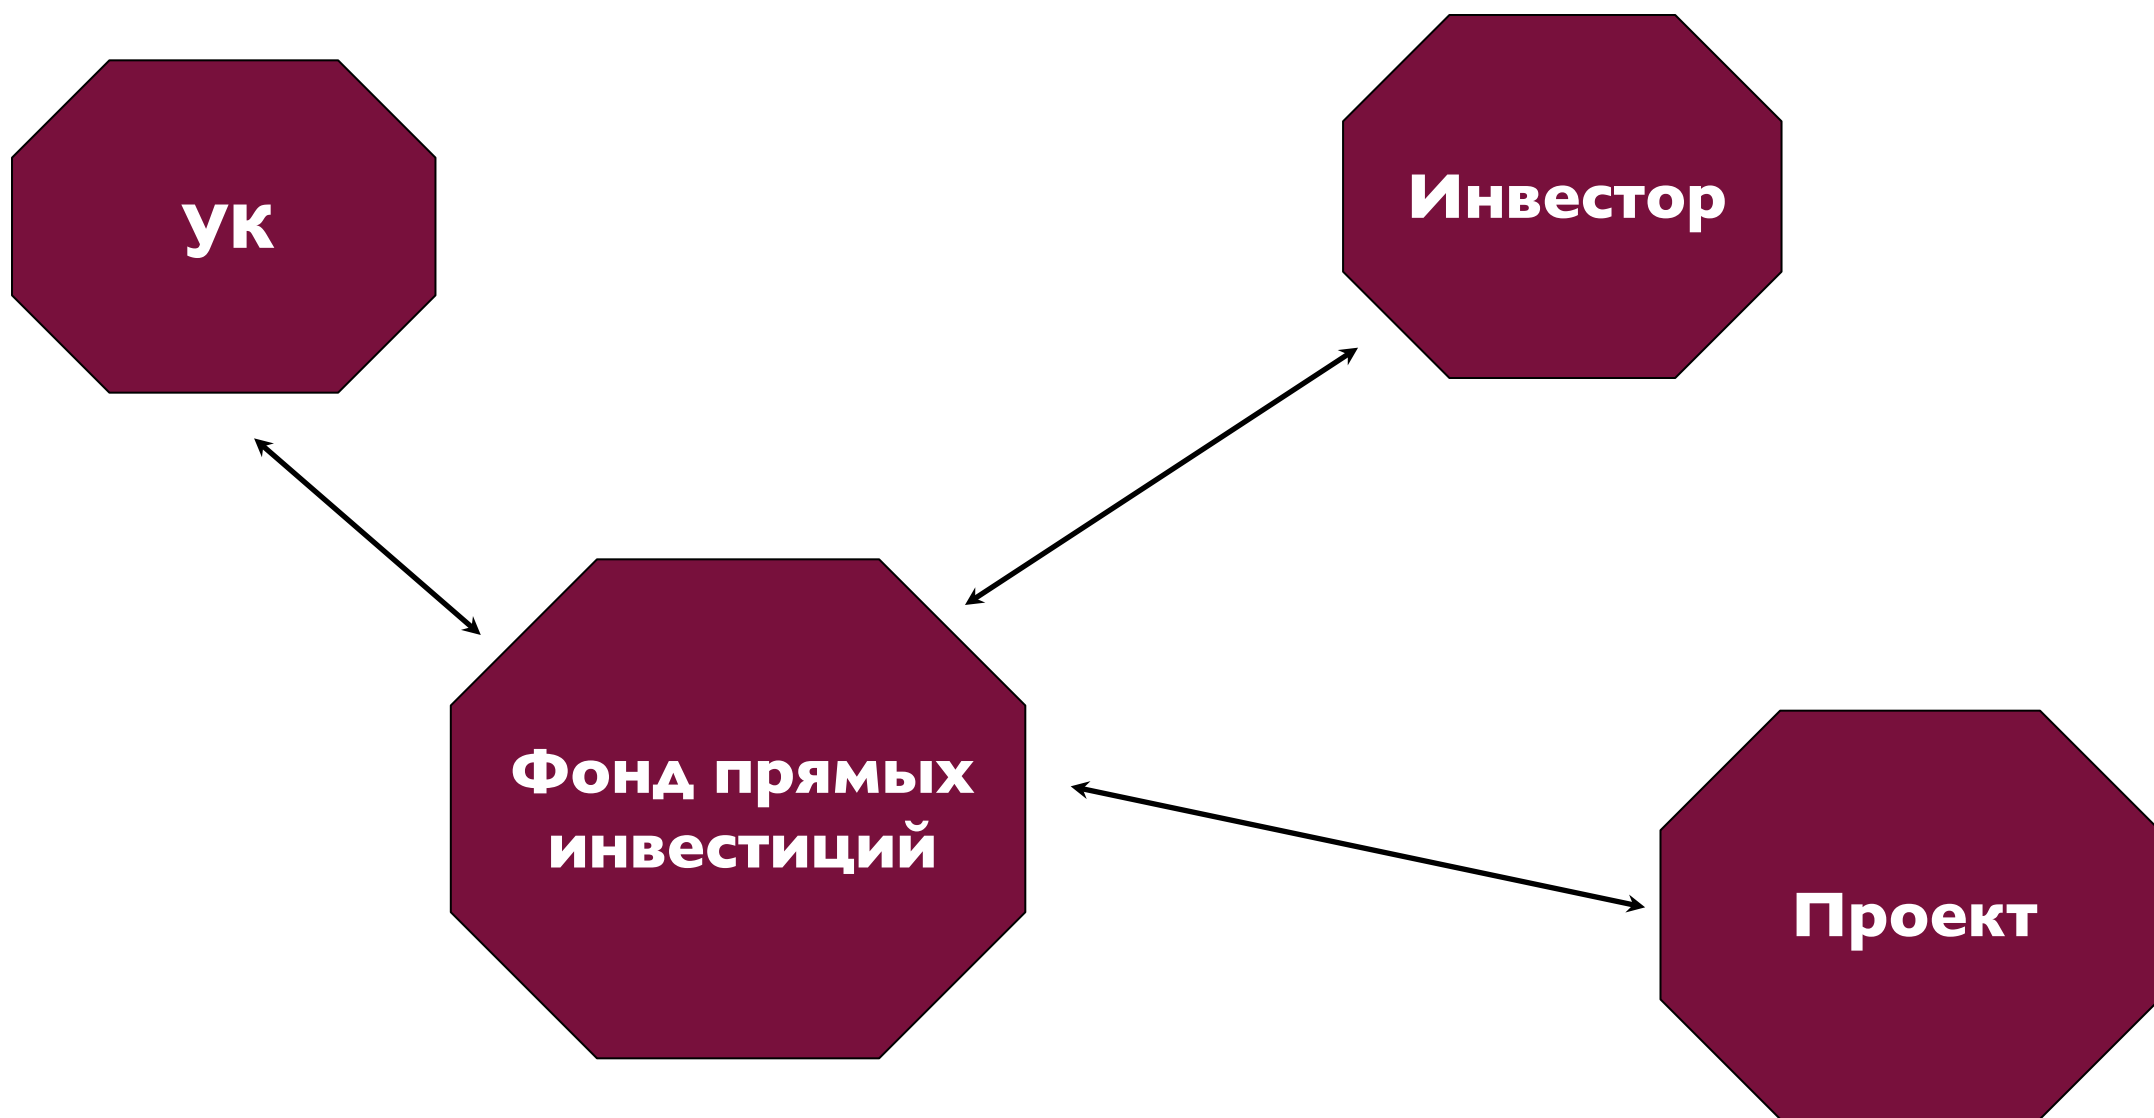 ук
Инвестор
Фонд прямых
инвестиций
Проект